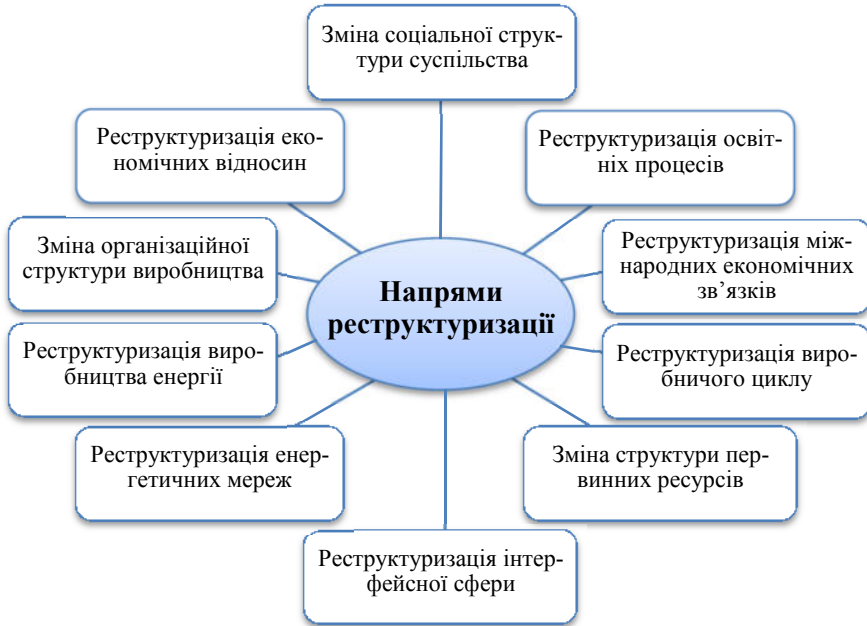 Зміна соціальної струк-
тури суспільства
Реструктуризація еко-
номічних відносин
Реструктуризація освіт-
ніх процесів
Зміна організаційної
структури виробництва
Реструктуризація між-
народних економічних
зв’язків
Напрями
реструктуризації
Реструктуризація виро-
бництва енергії
Реструктуризація виро-
бничого циклу
Реструктуризація енер-
гетичних мереж
Зміна структури пер-
винних ресурсів
Реструктуризація інтер-
фейсної сфери